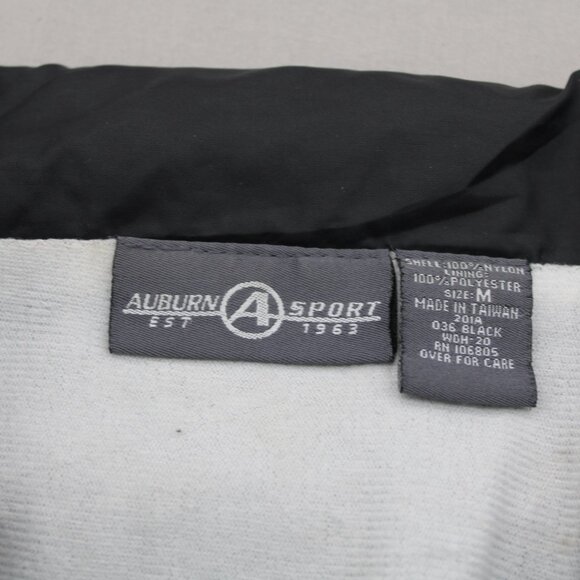 AUBURN A SPORT
EST 1963
SHELL:100%NYLON
LINING:
100%POLYESTER
SIZE:M
MADE IN TAIWAN
201A
036 BLACK
WDH-20
RN 106805
OVER FOR CARE